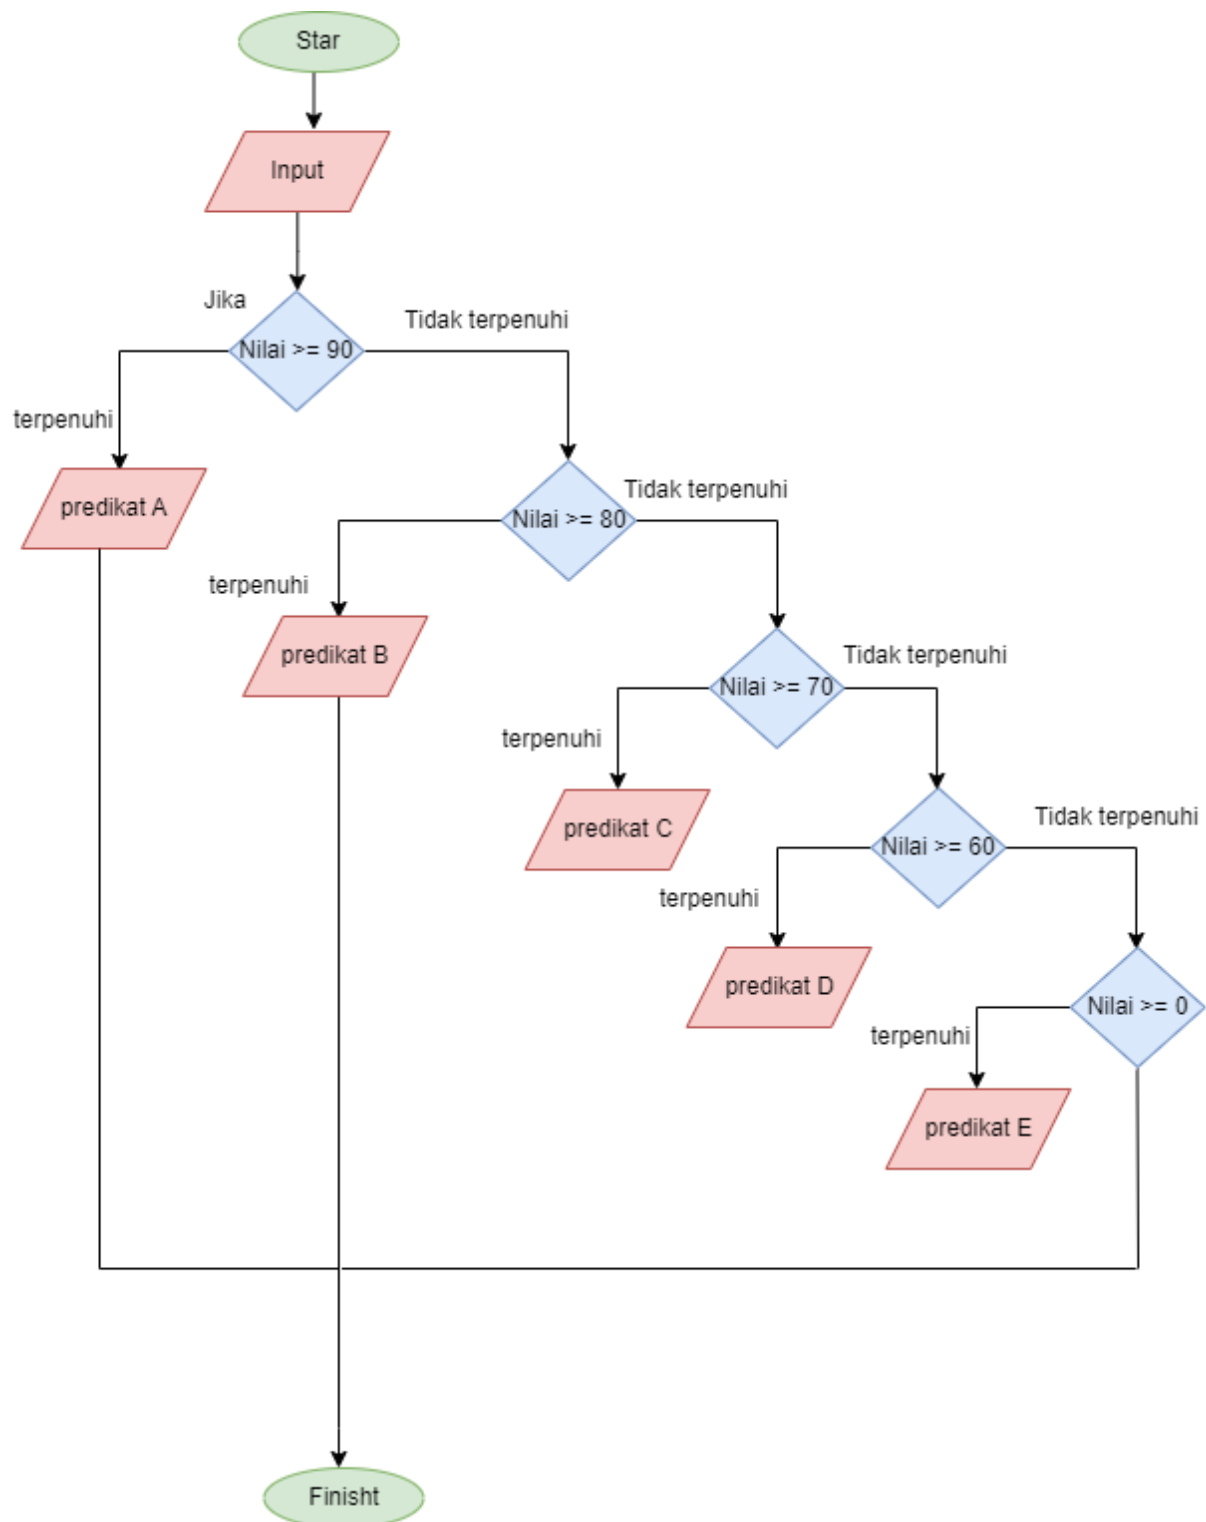 Star
Input
Jika
Nilai >= 90
Tidak terpenuhi
terpenuhi
predikat A
Nilai >= 80
Tidak terpenuhi
terpenuhi
predikat B
Nilai >= 70
Tidak terpenuhi
terpenuhi
predikat C
Nilai >= 60
Tidak terpenuhi
terpenuhi
predikat D
Nilai >= 0
terpenuhi
predikat E
Finisht